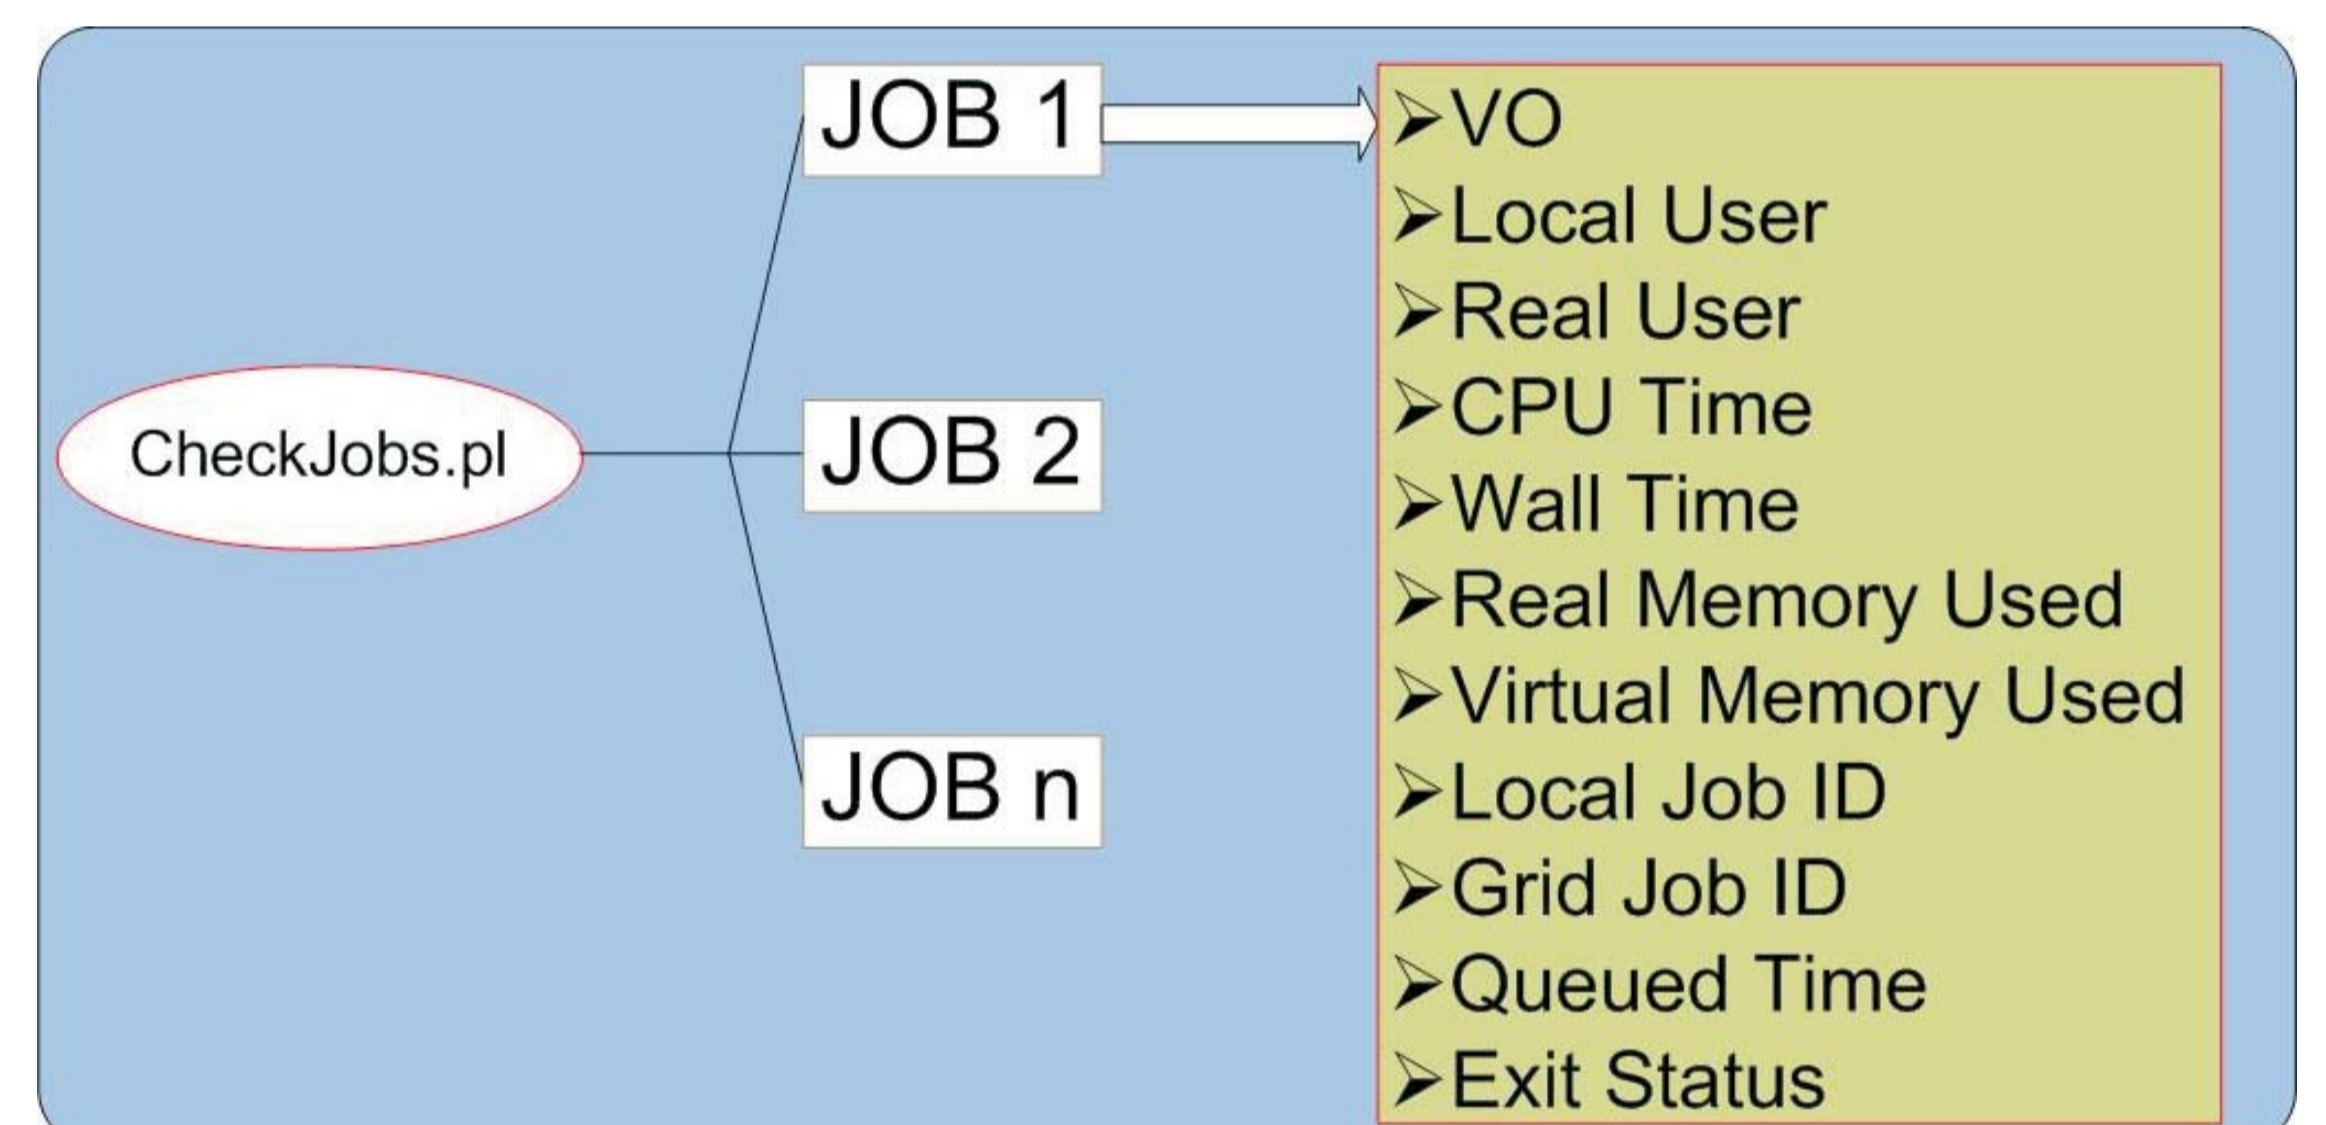 CheckJobs.pl
JOB 1
JOB 2
JOB n
➢VO
➢Local User
➢Real User
➢CPU Time
➢Wall Time
➢Real Memory Used
➢Virtual Memory Used
➢Local Job ID
➢Grid Job ID
➢Queued Time
➢Exit Status